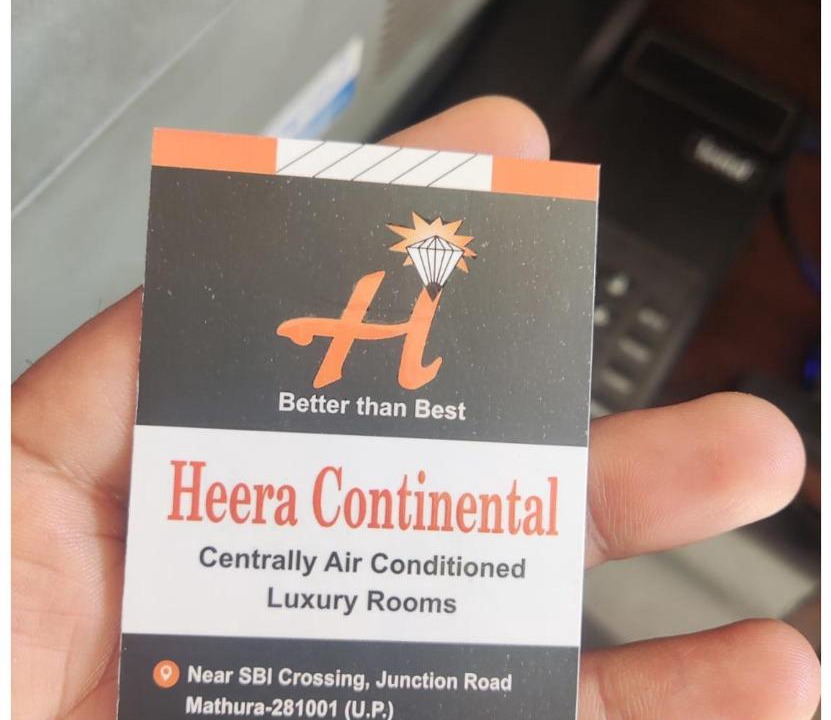 H
Better than Best
Heera Continental
Centrally Air Conditioned
Luxury Rooms
Near SBI Crossing, Junction Road
Mathura-281001 (U.P.)